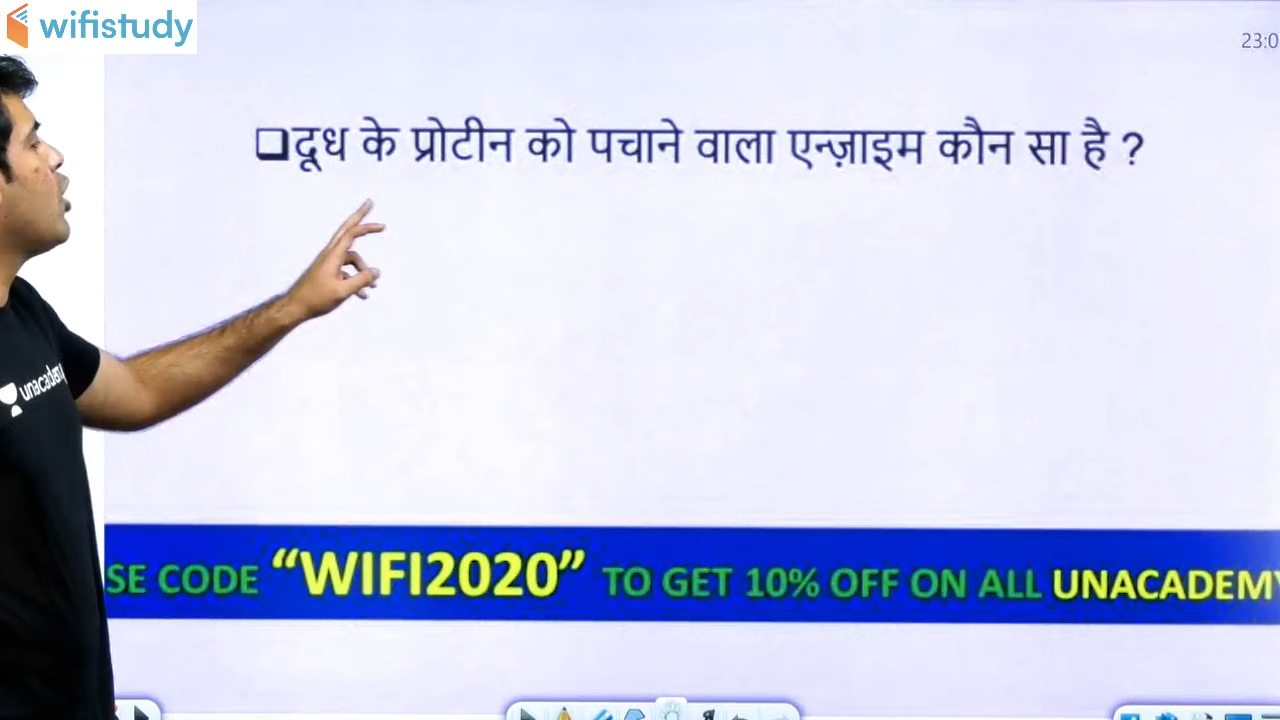 wifistudy
23:0
❑दूध के प्रोटीन को पचाने वाला एन्ज़ाइम कौन सा है ?
unacademy
SE CODE “WIFI2020” TO GET 10% OFF ON ALL UNACADEMY